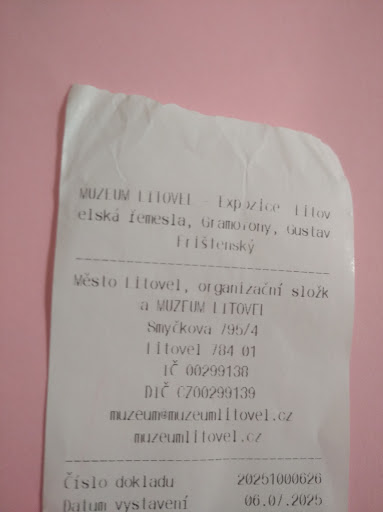 MUZEUM LITOVEL - Expozice Litov
elská řemesla, Gramofony, Gustav
Frištenský
Město Litovel, organizační složk
a MUZEUM LITOVEL
Smyčkova 795/4
Litovel 784 01
IČ 00299138
DIČ CZ00299139
muzeum@muzeumlitovel.cz
muzeumlitovel.cz
Číslo dokladu 20251000626
Datum vystavení 06.07.2025